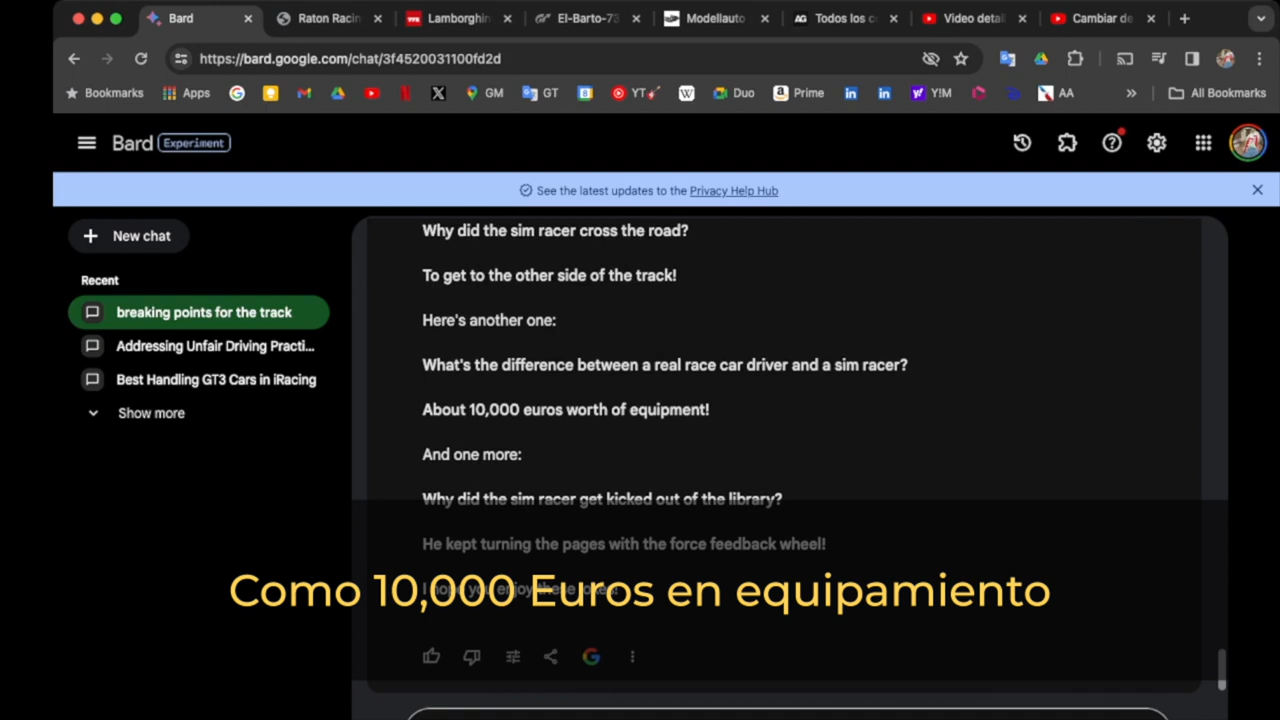 Bard
Raton Racin
Lamborghin
El-Barto-73
Modellauto
Todos los c
Video detai
Cambiar de
https://bard.google.com/chat/3f4520031100fd2d
Bookmarks
Apps
GM
GT
YT
Duo
Prime
Y!M
AA
All Bookmarks
Bard Experiment
See the latest updates to the Privacy Help Hub
New chat
Recent
breaking points for the track
Addressing Unfair Driving Practi...
Best Handling GT3 Cars in iRacing
Show more
Why did the sim racer cross the road?
To get to the other side of the track!
Here's another one:
What's the difference between a real race car driver and a sim racer?
About 10,000 euros worth of equipment!
And one more:
Why did the sim racer get kicked out of the library?
He kept turning the pages with the force feedback wheel!
I hope you enjoy these
Como 10,000 Euros en equipamiento